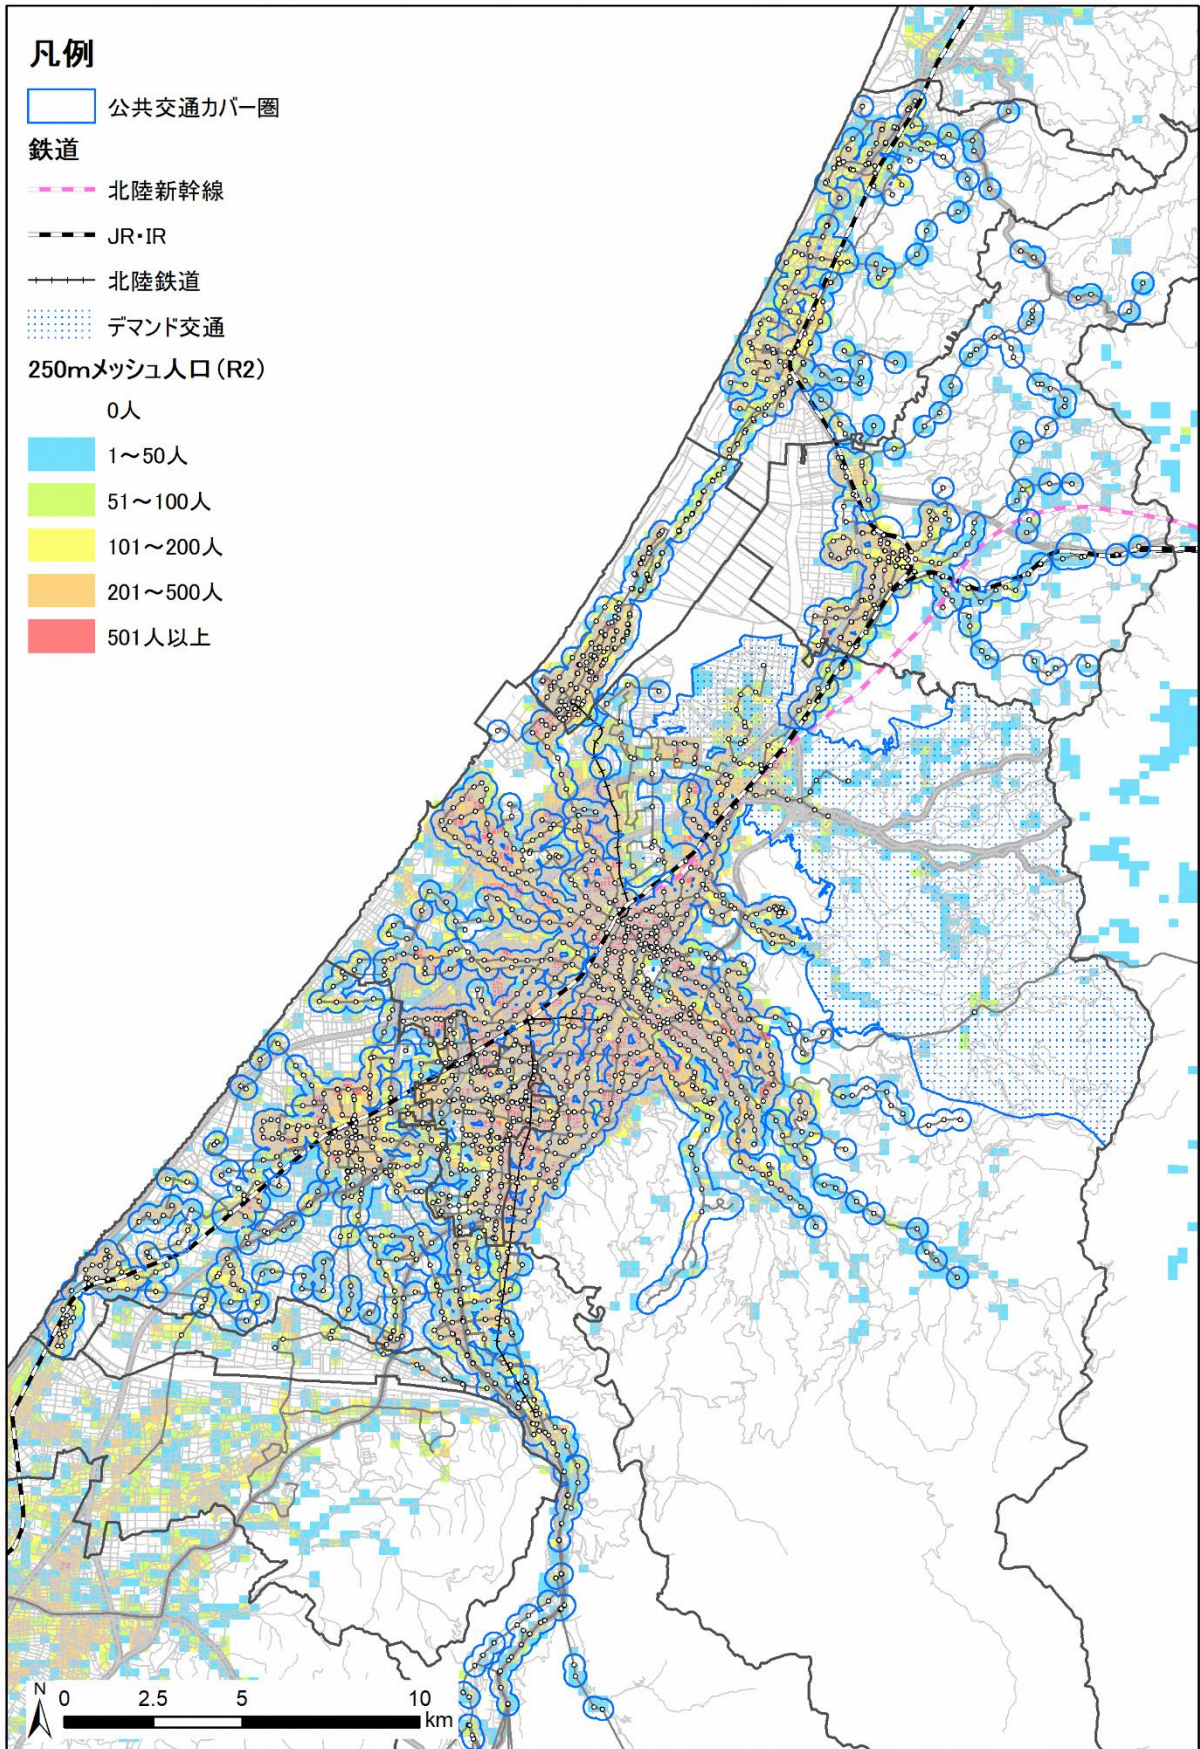 凡例
公共交通カバー圏
鉄道
北陸新幹線
JR・IR
北陸鉄道
デマンド交通
250mメッシュ人口(R2)
0人
1～50人
51～100人
101～200人
201～500人
501人以上
N
0 2.5 5 10
km